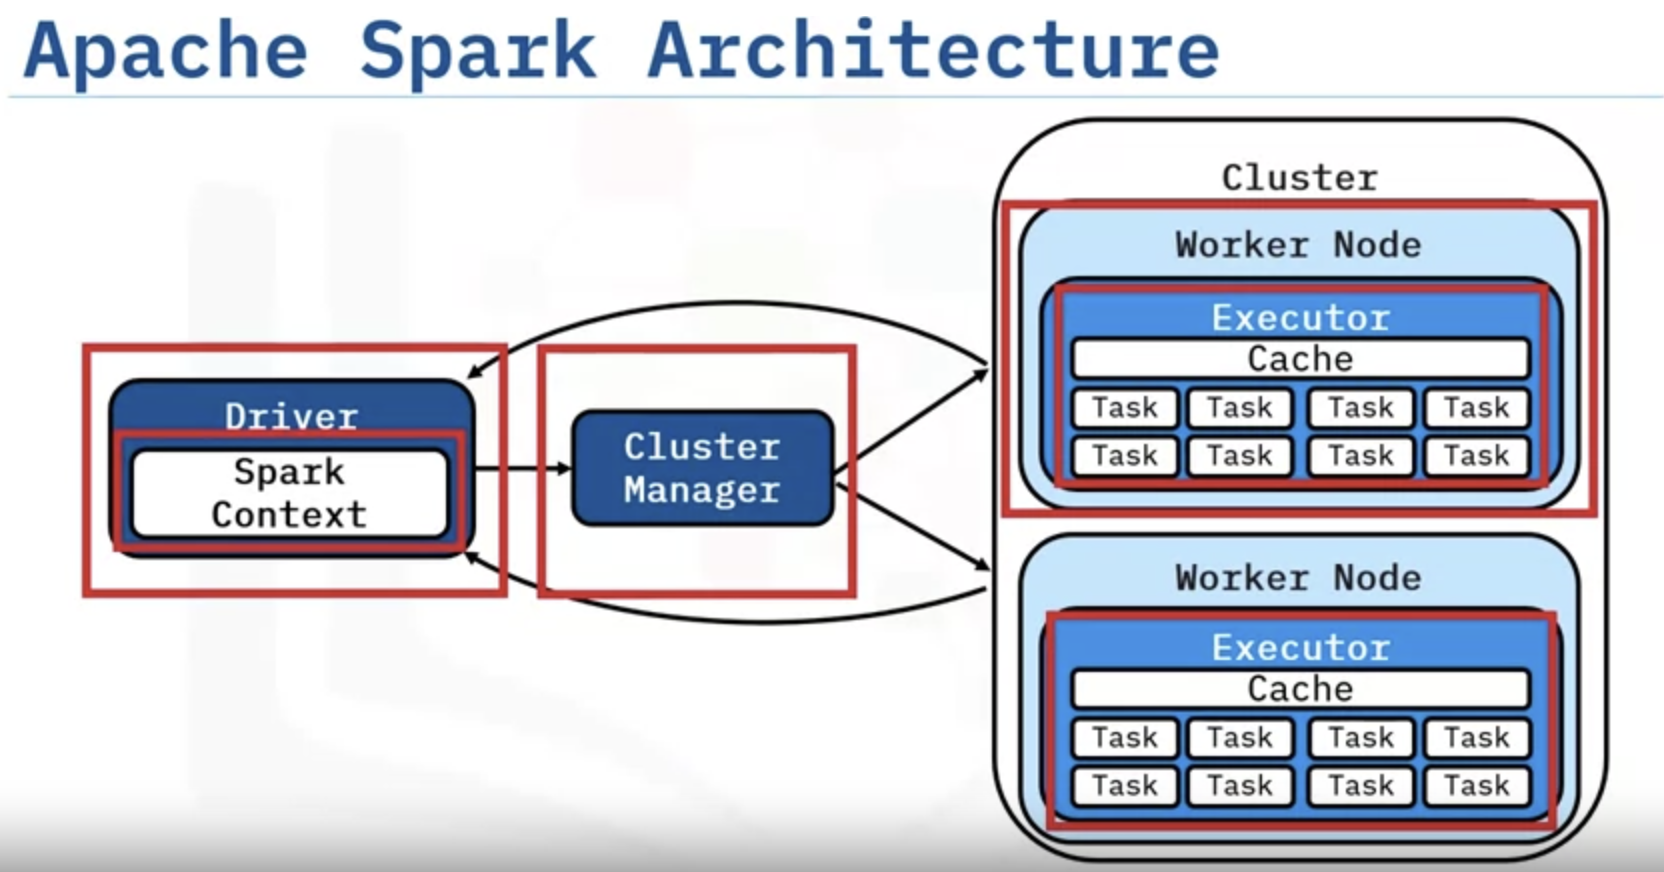 Apache Spark Architecture
Driver
Spark
Context
Cluster
Manager
Cluster
Worker Node
Executor
Cache
Task Task Task Task
Task Task Task Task
Worker Node
Executor
Cache
Task Task Task Task
Task Task Task Task